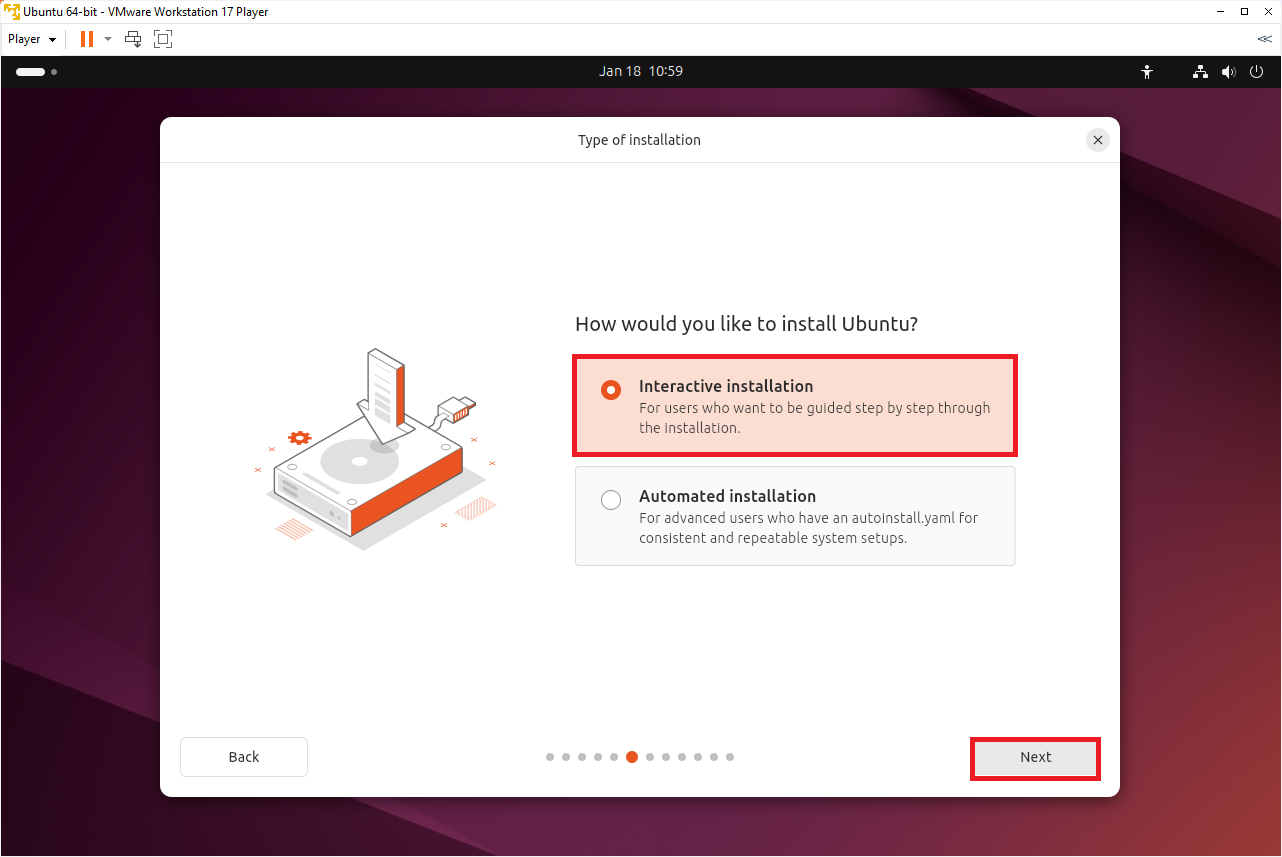 Ubuntu 64-bit - VMware Workstation 17 Player
Player
Jan 18 10:59
Type of installation
How would you like to install Ubuntu?
Interactive installation
For users who want to be guided step by step through
the installation.
Automated installation
For advanced users who have an autoinstall.yaml for
consistent and repeatable system setups.
Back
Next